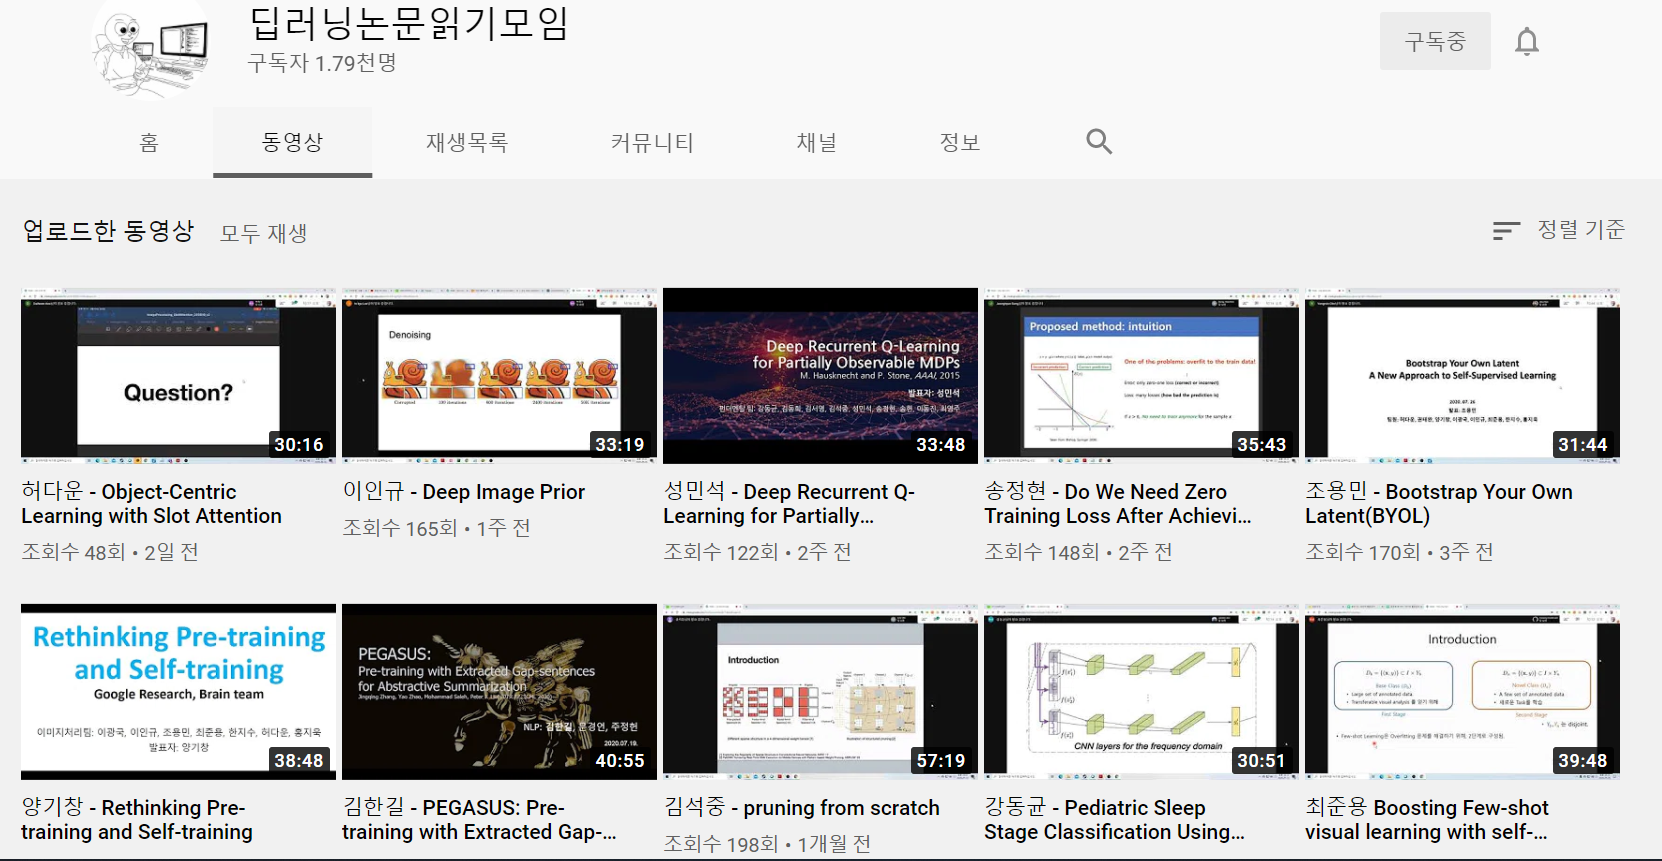 딥러닝논문읽기모임
구독자 1.79천명
구독중
홈
동영상
재생목록
커뮤니티
채널
정보
업로드한 동영상
모두 재생
정렬 기준
Question?
30:16
허다운 - Object-Centric
Learning with Slot Attention
조회수 48회 • 2일 전
Denoising
33:19
이인규 - Deep Image Prior
조회수 165회 • 1주 전
Deep Recurrent Q-Learning
for Partially Observable MDPs
M. Hausknecht and P. Stone, AAAI, 2015
발표자: 성민석
33:48
성민석 - Deep Recurrent Q-
Learning for Partially...
조회수 122회 • 2주 전
Proposed method: intuition
One of the problems: overfit to the train data!
35:43
송정현 - Do We Need Zero
Training Loss After Achievi...
조회수 148회 • 2주 전
Bootstrap Your Own Latent
A New Approach to Self-Supervised Learning
31:44
조용민 - Bootstrap Your Own
Latent(BYOL)
조회수 170회 • 3주 전
Rethinking Pre-training
and Self-training
Google Research, Brain team
이미지처리팀: 이광국, 이인규, 조용민, 최준용, 한지수, 허다운, 홍지욱
발표자: 양기창
38:48
양기창 - Rethinking Pre-
training and Self-training
PEGASUS:
Pre-training with Extracted Gap-sentences
for Abstractive Summarization
NLP: 김한길, 문경언, 주정헌
2020.07.19.
40:55
김한길 - PEGASUS: Pre-
training with Extracted Gap-...
Introduction
57:19
김석중 - pruning from scratch
조회수 198회 • 1개월 전
CNN layers for the frequency domain
30:51
강동균 - Pediatric Sleep
Stage Classification Using...
Introduction
39:48
최준용 Boosting Few-shot
visual learning with self-...